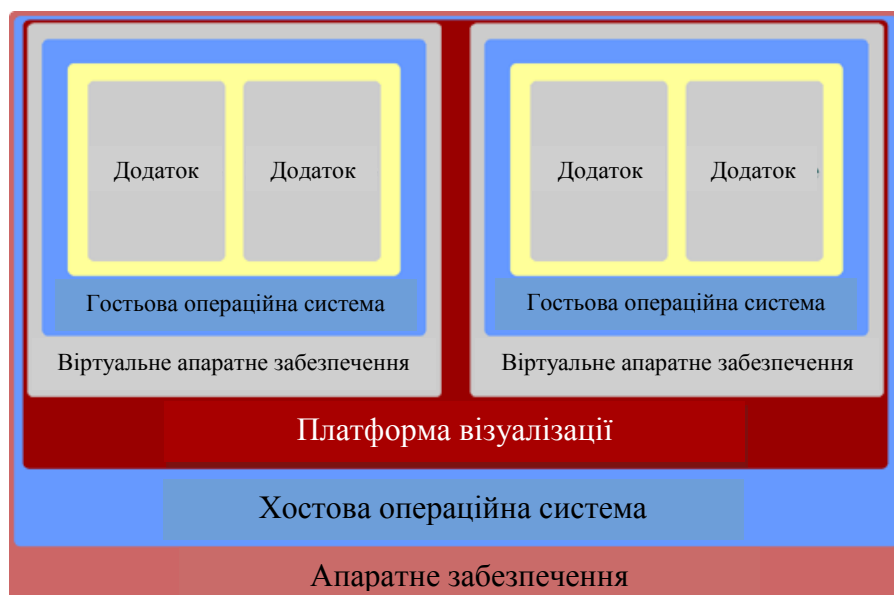 Додаток Додаток Додаток Додаток
Гостьова операційна система Гостьова операційна система
Віртуальне апаратне забезпечення Віртуальне апаратне забезпечення
Платформа візуалізації
Хостова операційна система
Апаратне забезпечення